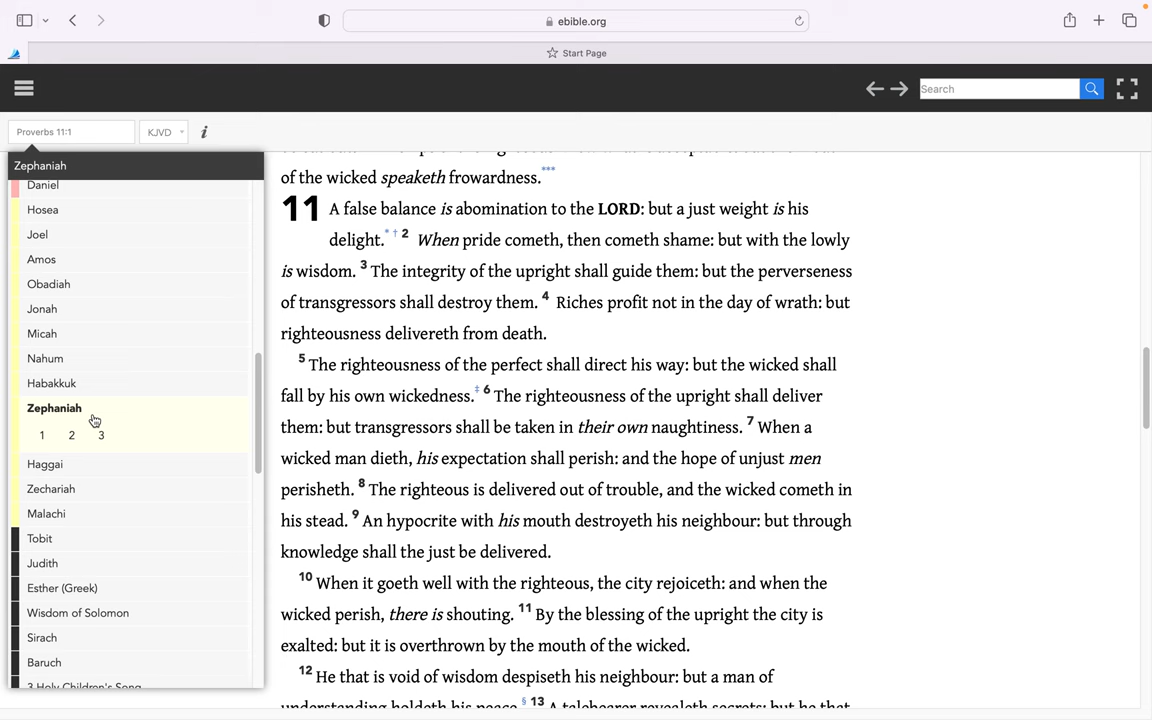 ebible.org
Start Page
Search
Proverbs 11:1
KJVD
i
Zephaniah
Daniel
Hosea
Joel
Amos
Obadiah
Jonah
Micah
Nahum
Habakkuk
Zephaniah
1 2 3
Haggai
Zechariah
Malachi
Tobit
Judith
Esther (Greek)
Wisdom of Solomon
Sirach
Baruch
3 Holy Children's Song
of the wicked speaketh frowardness.***
11 A false balance is abomination to the LORD: but a just weight is his
delight.* † 2 When pride cometh, then cometh shame: but with the lowly
is wisdom. 3 The integrity of the upright shall guide them: but the perverseness
of transgressors shall destroy them. 4 Riches profit not in the day of wrath: but
righteousness delivereth from death.
5 The righteousness of the perfect shall direct his way: but the wicked shall
fall by his own wickedness.‡ 6 The righteousness of the upright shall deliver
them: but transgressors shall be taken in their own naughtiness. 7 When a
wicked man dieth, his expectation shall perish: and the hope of unjust men
perisheth. 8 The righteous is delivered out of trouble, and the wicked cometh in
his stead. 9 An hypocrite with his mouth destroyeth his neighbour: but through
knowledge shall the just be delivered.
10 When it goeth well with the righteous, the city rejoiceth: and when the
wicked perish, there is shouting. 11 By the blessing of the upright the city is
exalted: but it is overthrown by the mouth of the wicked.
12 He that is void of wisdom despiseth his neighbour: but a man of
understanding holdeth his peace.§ 13 A talebearer revealeth secrets: but he that